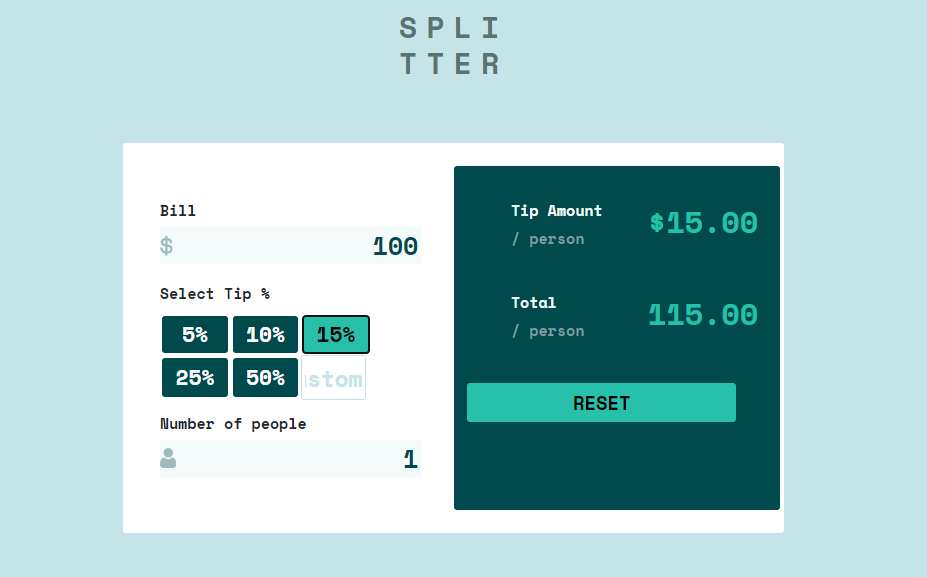 SPLI
TTER
Bill
$ 100
Select Tip %
5% 10% 15%
25% 50% stom
Number of people
1
Tip Amount
/ person
$15.00
Total
/ person
115.00
RESET